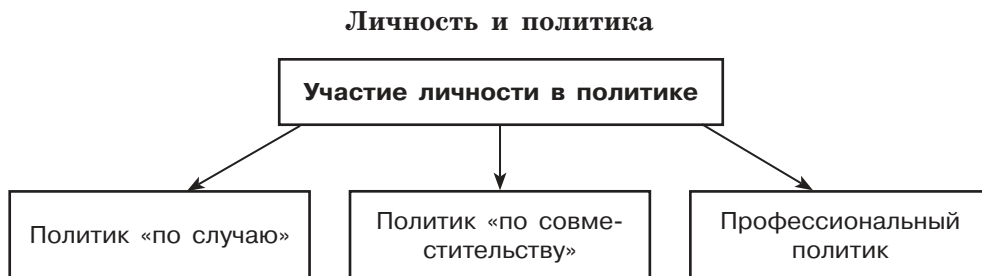 Личность и политика
Участие личности в политике
Политик «по случаю»
Политик «по совме-
стительству»
Профессиональный
политик